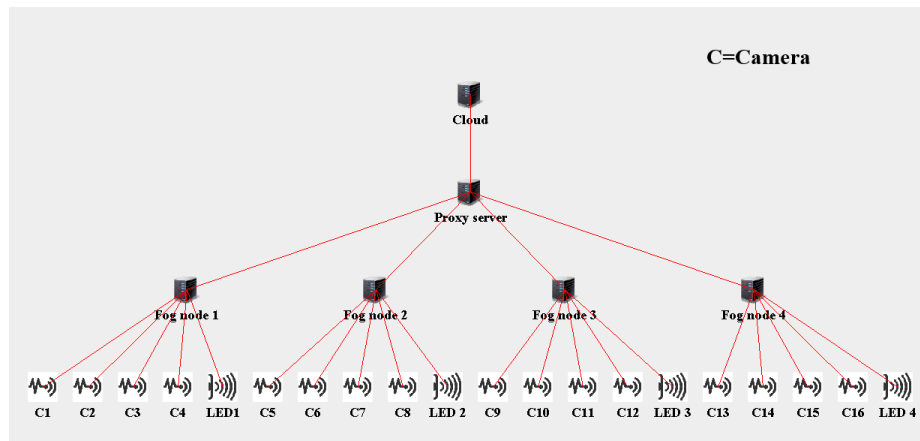 C=Camera
Cloud
Proxy server
Fog node 1
Fog node 2
Fog node 3
Fog node 4
C1
C2
C3
C4
LED1
C5
C6
C7
C8
LED 2
C9
C10
C11
C12
LED 3
C13
C14
C15
C16
LED 4